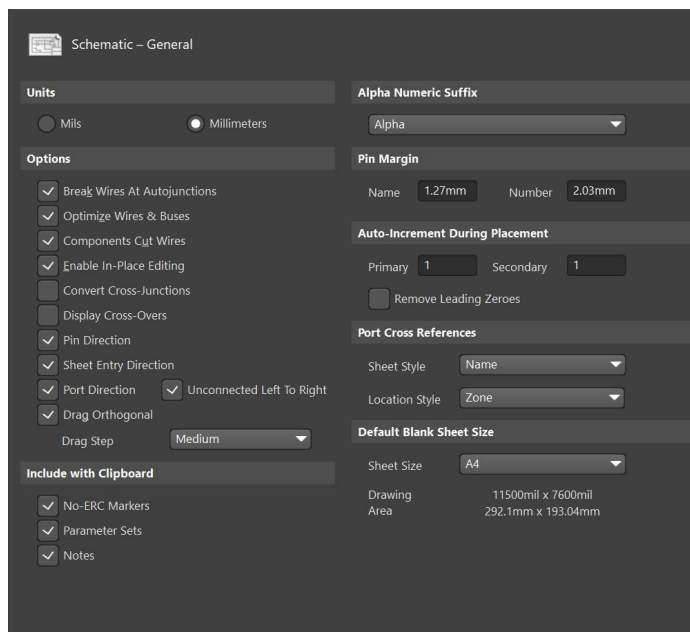 Schematic – General
Units
Mils
Millimeters
Options
Break Wires At Autojunctions
Optimize Wires & Buses
Components Cut Wires
Enable In-Place Editing
Convert Cross-Junctions
Display Cross-Overs
Pin Direction
Sheet Entry Direction
Port Direction
Unconnected Left To Right
Drag Orthogonal
Drag Step
Medium
Include with Clipboard
No-ERC Markers
Parameter Sets
Notes
Alpha Numeric Suffix
Alpha
Pin Margin
Name
1.27mm
Number
2.03mm
Auto-Increment During Placement
Primary
1
Secondary
1
Remove Leading Zeroes
Port Cross References
Sheet Style
Name
Location Style
Zone
Default Blank Sheet Size
Sheet Size
A4
Drawing
Area
11500mil x 7600mil
292.1mm x 193.04mm